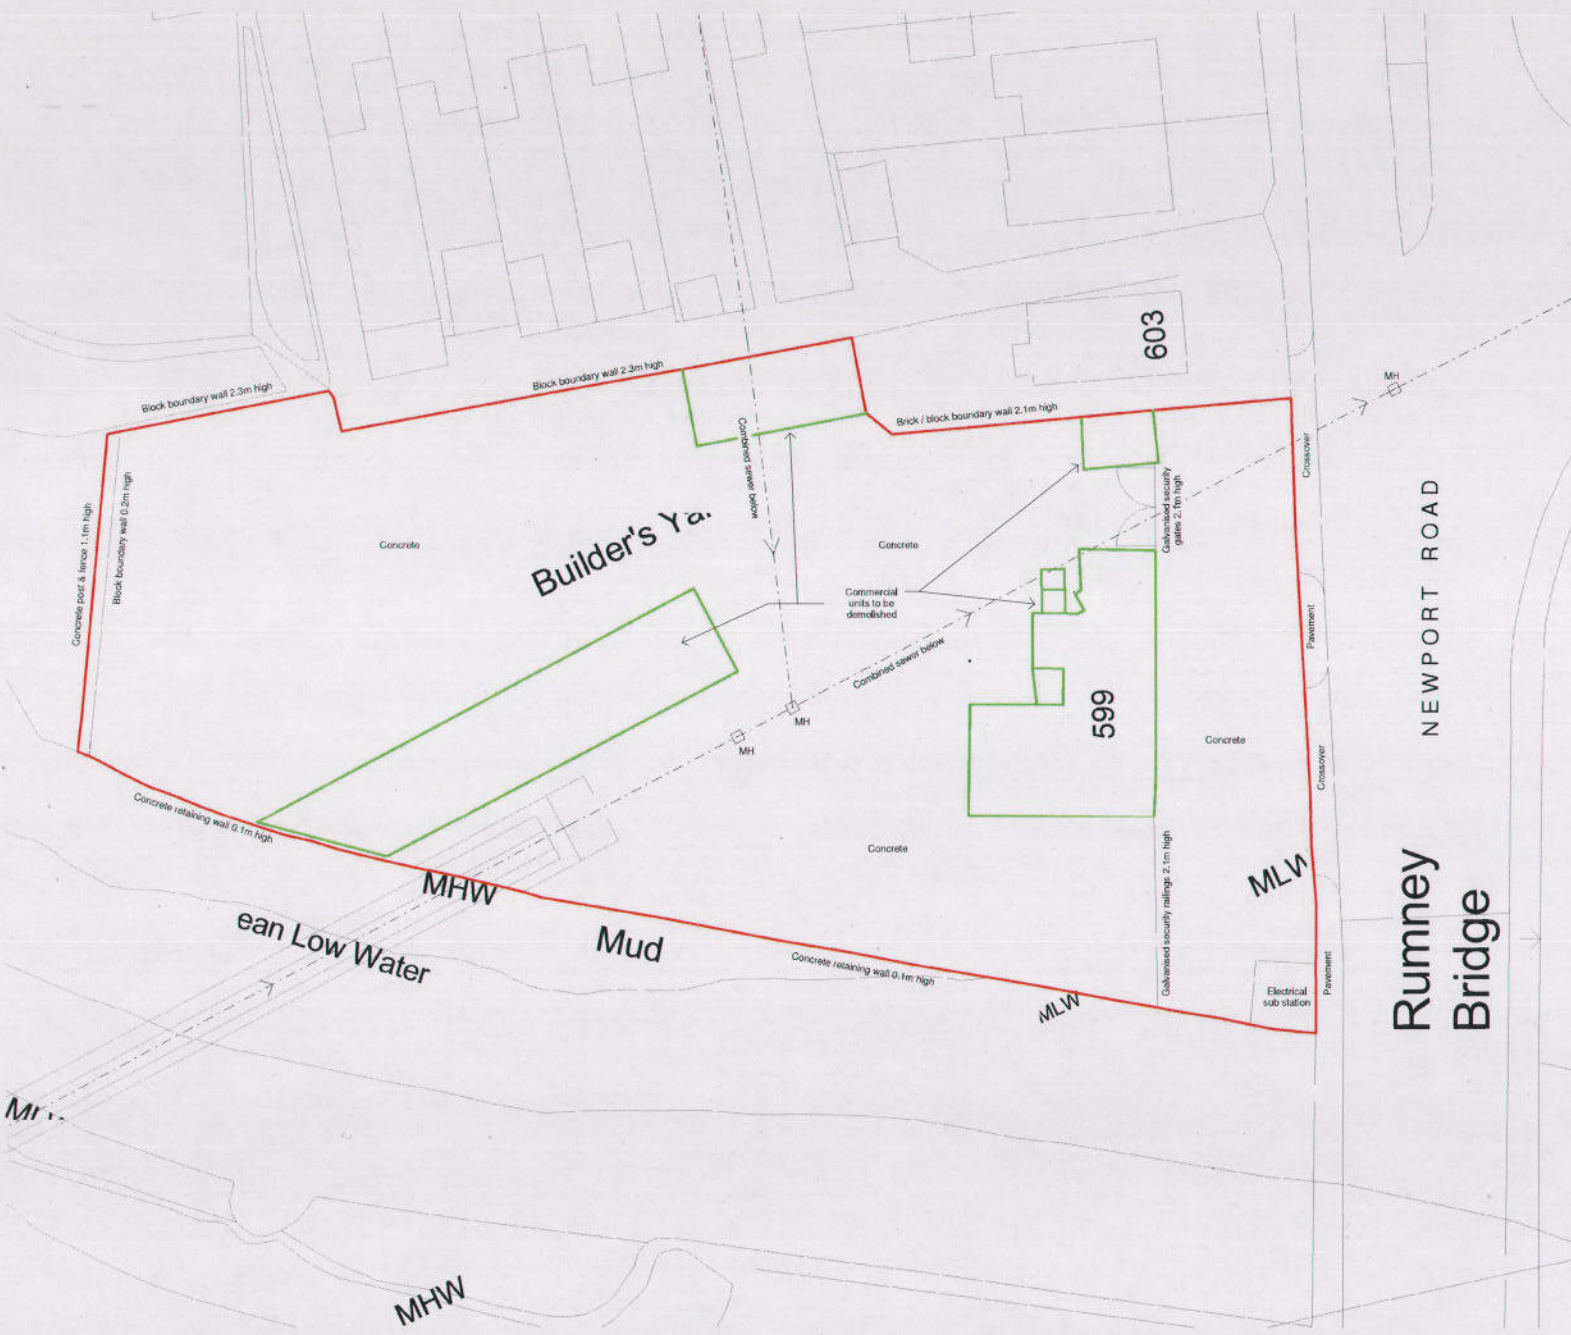 603
MH
Block boundary wall 2.3m high
Block boundary wall 2.3m high
Brick / block boundary wall 2.1m high
Crossover
Combined sewer below
Galvanised security
gates 2.1m high
Concrete post & fence 1.1m high
Block boundary wall 0.2m high
Concrete
Builder's
Concrete
NEWPORT ROAD
Commercial
units to be
demolished
Pavement
Combined sewer below
599
MH
MH
Concrete
Crossover
Concrete retaining wall 0.1m high
Concrete
Galvanised security railings 2.1m high
MLW
MHW
ean Low Water
Mud
Concrete retaining wall 0.1m high
Rumney
Bridge
Pavement
Electrical
sub station
MLW
MHW